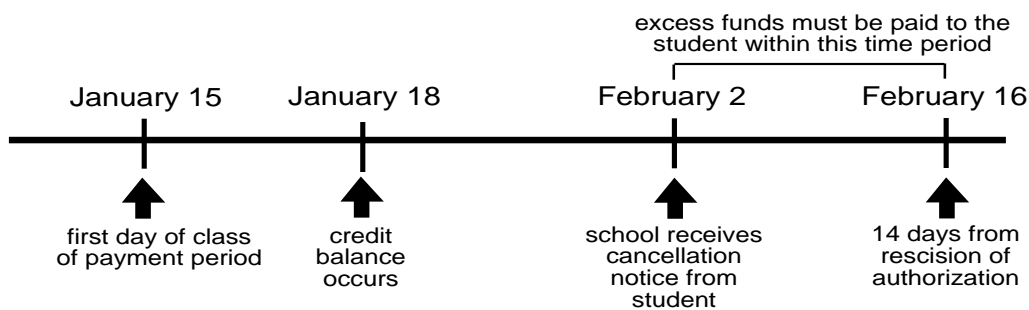 excess funds must be paid to the
student within this time period
January 15
January 18
February 2
February 16
first day of class
of payment period
credit
balance
occurs
school receives
cancellation
notice from
student
14 days from
rescision of
authorization